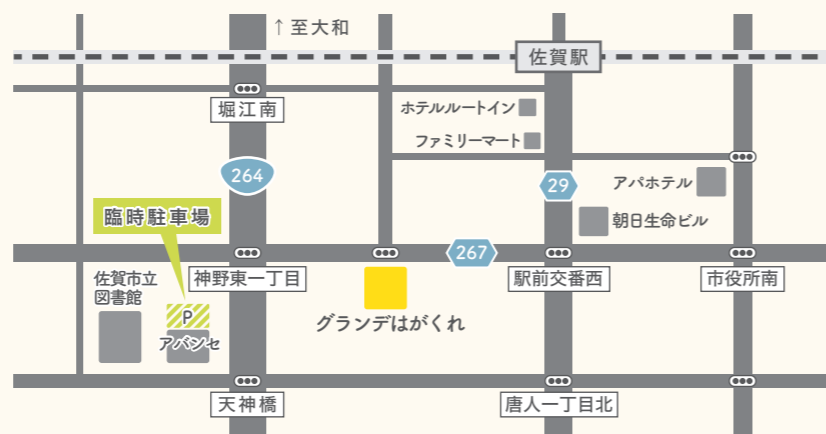 ↑至大和
佐賀駅
堀江南
ホテルルートイン
ファミリーマート
264
29
アパホテル
臨時駐車場
朝日生命ビル
267
佐賀市立
図書館
神野東一丁目
駅前交番西
市役所南
P
アバンセ
グランデはがくれ
天神橋
唐人一丁目北